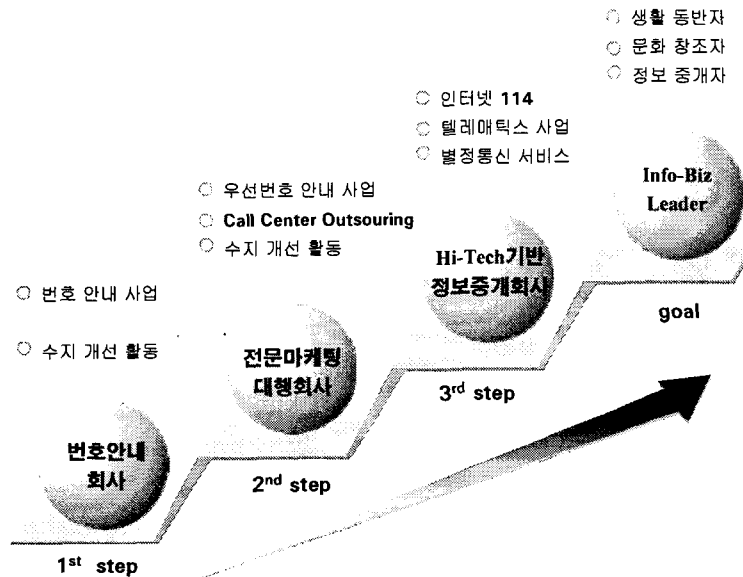 생활 동반자
문화 창조자
정보 중개자
인터넷 114
텔레매틱스 사업
별정통신 서비스
Info-Biz
Leader
우선번호 안내 사업
Call Center Outsouring
수지 개선 활동
Hi-Tech기반
정보중개회사
goal
번호 안내 사업
수지 개선 활동
전문마케팅
대행회사
3rd step
번호안내
회사
2nd step
1st step